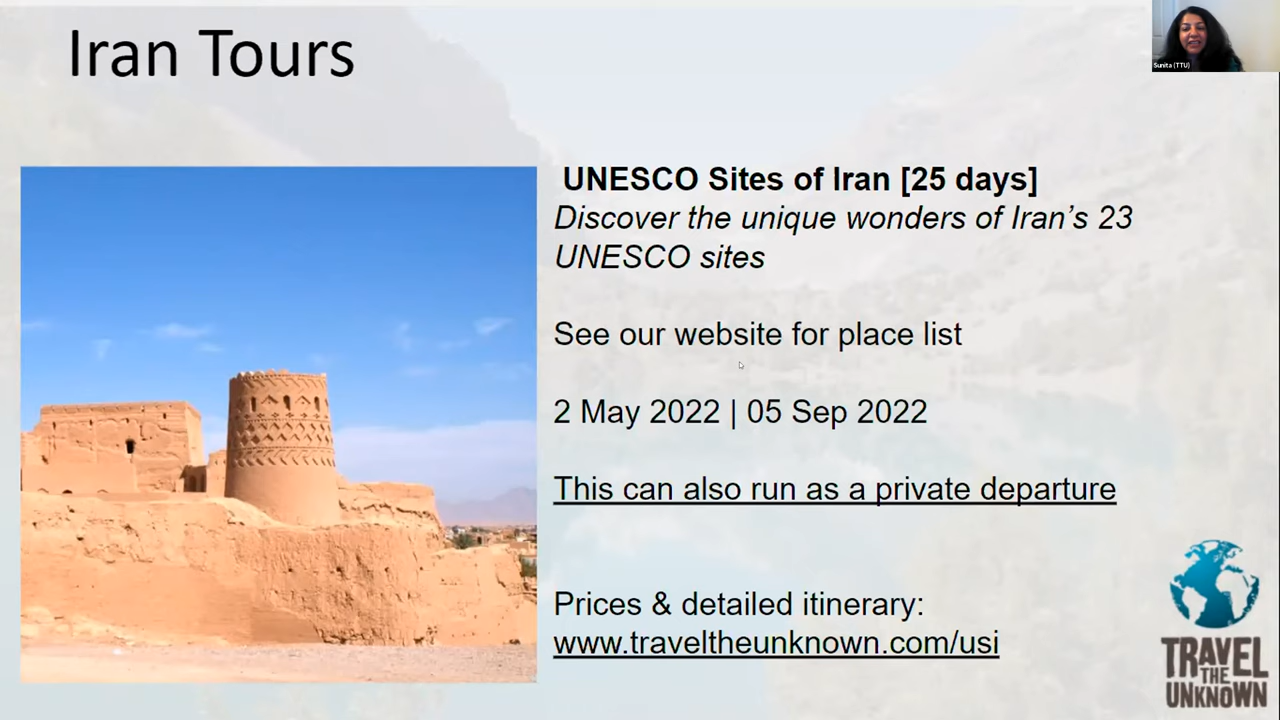 Iran Tours
Sunita (TTU)
UNESCO Sites of Iran [25 days]
Discover the unique wonders of Iran’s 23
UNESCO sites
See our website for place list
2 May 2022 | 05 Sep 2022
This can also run as a private departure
Prices & detailed itinerary:
www.traveltheunknown.com/usi
TRAVEL
THE
UNKNOWN